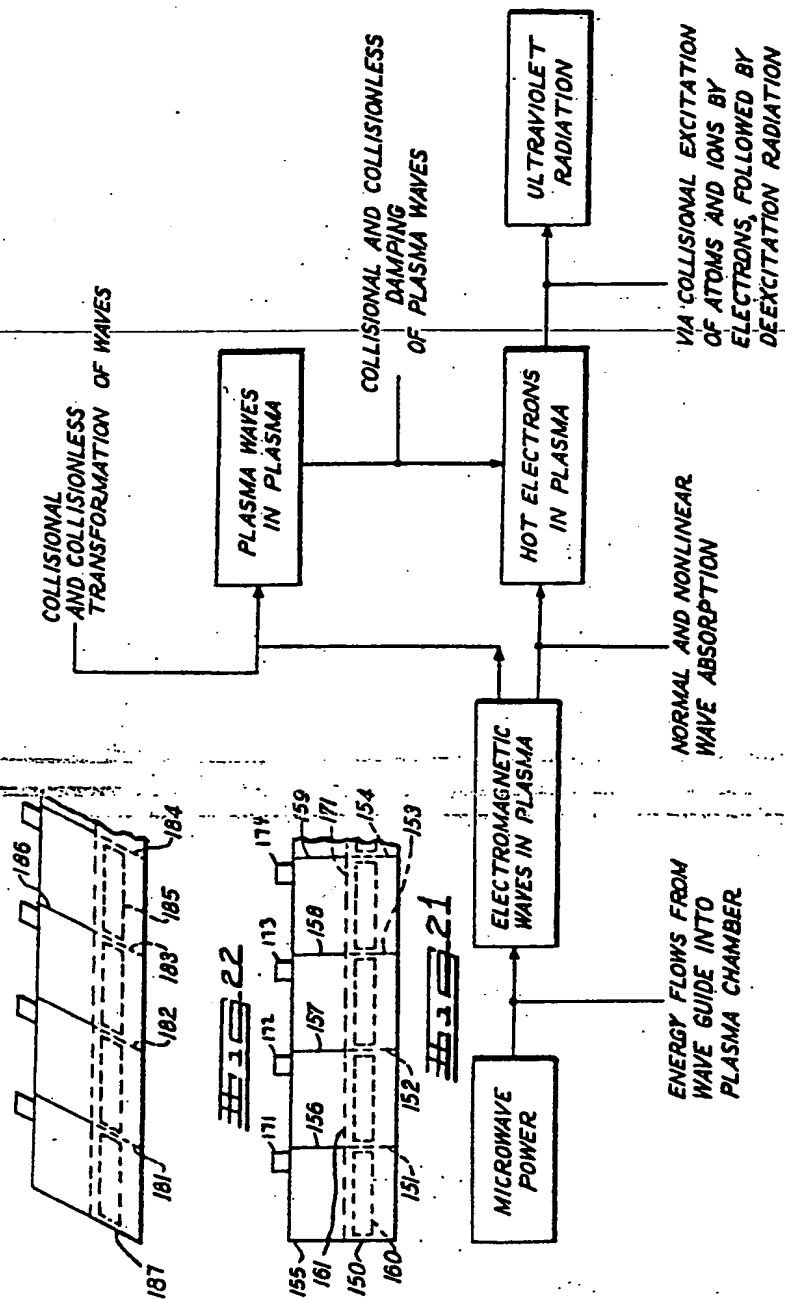 186
184
185
183
182
181
187
Fig. 22
174
173
172
171
159
158
157
156
155
161
150
160
171
154
153
152
151
Fig. 21
COLLISIONAL
AND COLLISIONLESS
TRANSFORMATION OF WAVES
PLASMA WAVES
IN PLASMA
COLLISIONAL AND COLLISIONLESS
DAMPING
OF PLASMA WAVES
MICROWAVE
POWER
ELECTROMAGNETIC
WAVES IN PLASMA
HOT ELECTRONS
IN PLASMA
ULTRAVIOLET
RADIATION
ENERGY FLOWS FROM
WAVE GUIDE INTO
PLASMA CHAMBER.
NORMAL AND NONLINEAR
WAVE ABSORPTION
VIA COLLISIONAL EXCITATION
OF ATOMS AND IONS BY
ELECTRONS, FOLLOWED BY
DEEXCITATION RADIATION